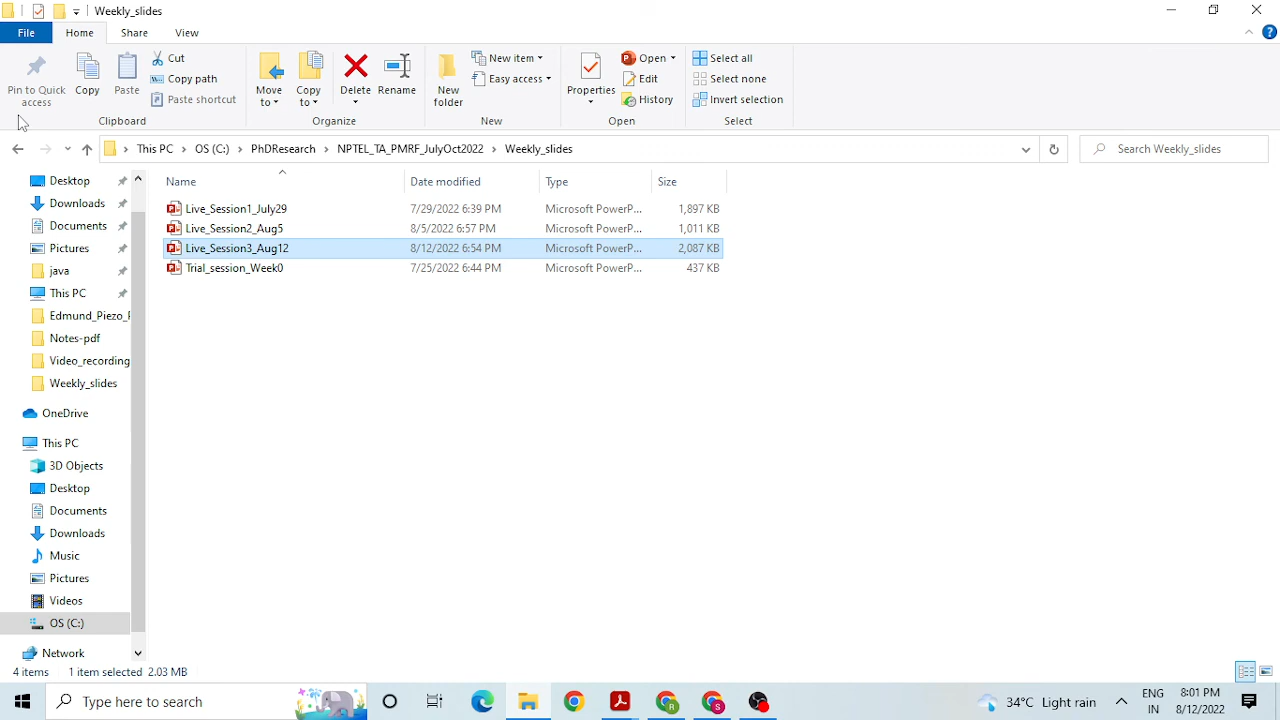 Weekly_slides
File Home Share View
Pin to Quick access
Copy
Paste
Cut
Copy path
Paste shortcut
Clipboard
Move to
Copy to
Delete
Rename
Organize
New folder
New item
Easy access
New
Properties
Open
Edit
History
Open
Select all
Select none
Invert selection
Select
This PC > OS (C:) > PhDResearch > NPTEL_TA_PMRF_JulyOct2022 > Weekly_slides
Search Weekly_slides
Name Date modified Type Size
Live_Session1_July29 7/29/2022 6:39 PM Microsoft PowerP... 1,897 KB
Live_Session2_Aug5 8/5/2022 6:57 PM Microsoft PowerP... 1,011 KB
Live_Session3_Aug12 8/12/2022 6:54 PM Microsoft PowerP... 2,087 KB
Trial_session_Week0 7/25/2022 6:44 PM Microsoft PowerP... 437 KB
Desktop
Downloads
Documents
Pictures
java
This PC
Edmund_Piezo_
Notes-pdf
Video_recording
Weekly_slides
OneDrive
This PC
3D Objects
Desktop
Documents
Downloads
Music
Pictures
Videos
OS (C:)
Network
4 items 1 item selected 2.03 MB
Type here to search
34°C Light rain
ENG
IN
8:01 PM
8/12/2022